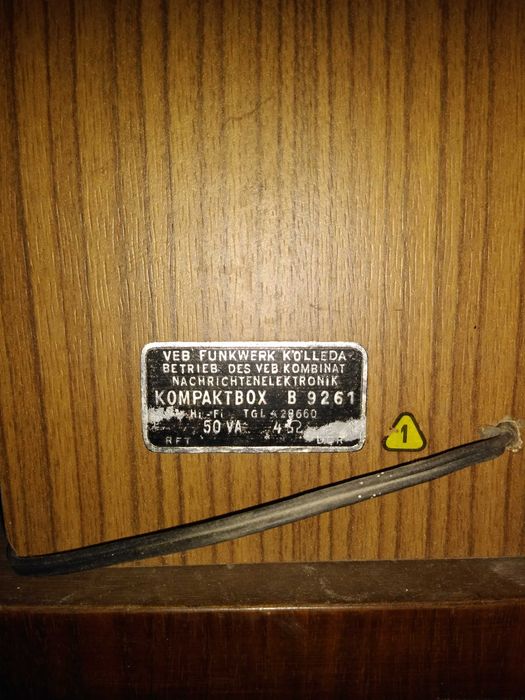 VEB FUNKWERK KÖLLEDA
BETRIEB DES VEB KOMBINAT
NACHRICHTENELEKTRONIK
KOMPAKTBOX B 9261
Hi-Fi TGL 28660
50 VA 4 Ω
RFT DDR
1